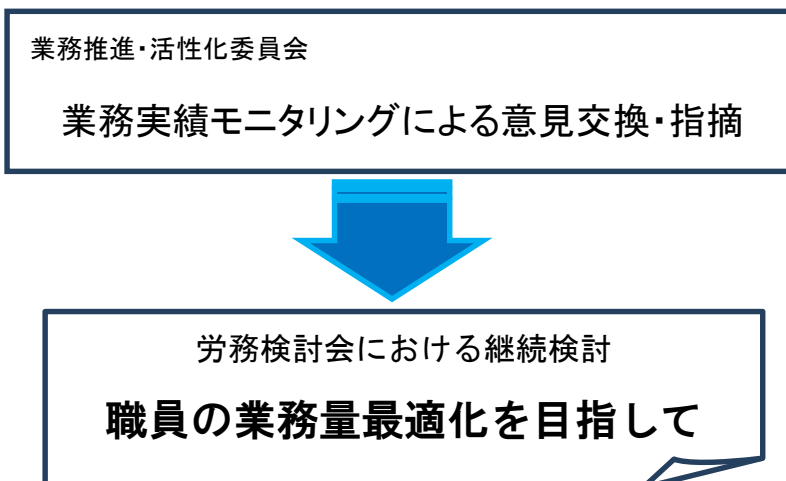 業務推進・活性化委員会
業務実績モニタリングによる意見交換・指摘
労務検討会における継続検討
職員の業務量最適化を目指して